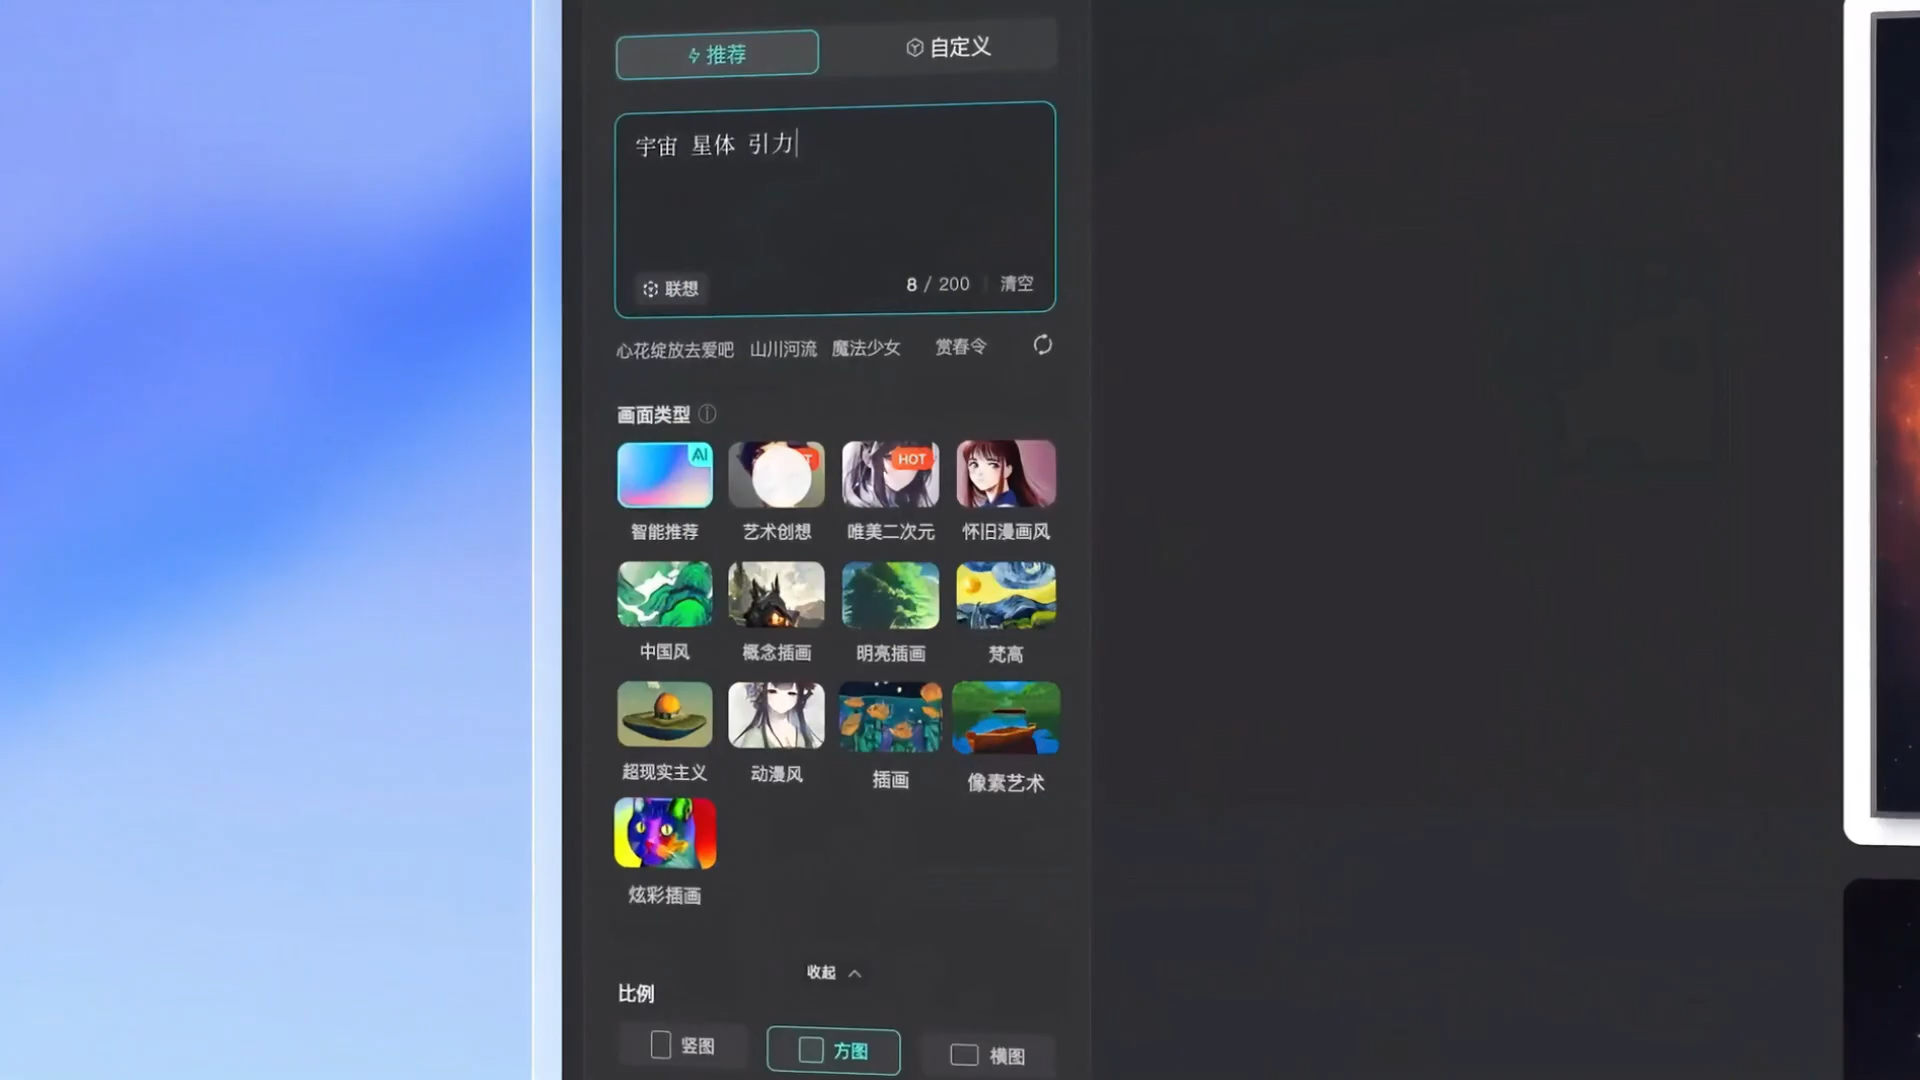 推荐 自定义
宇宙 星体 引力
联想 8 / 200 清空
心花绽放去爱吧 山川河流 魔法少女 赏春令
画面类型
AI HOT
智能推荐 艺术创想 唯美二次元 怀旧漫画风
中国风 概念插画 明亮插画 梵高
超现实主义 动漫风 插画 像素艺术
炫彩插画
收起
比例
竖图 方图 横图